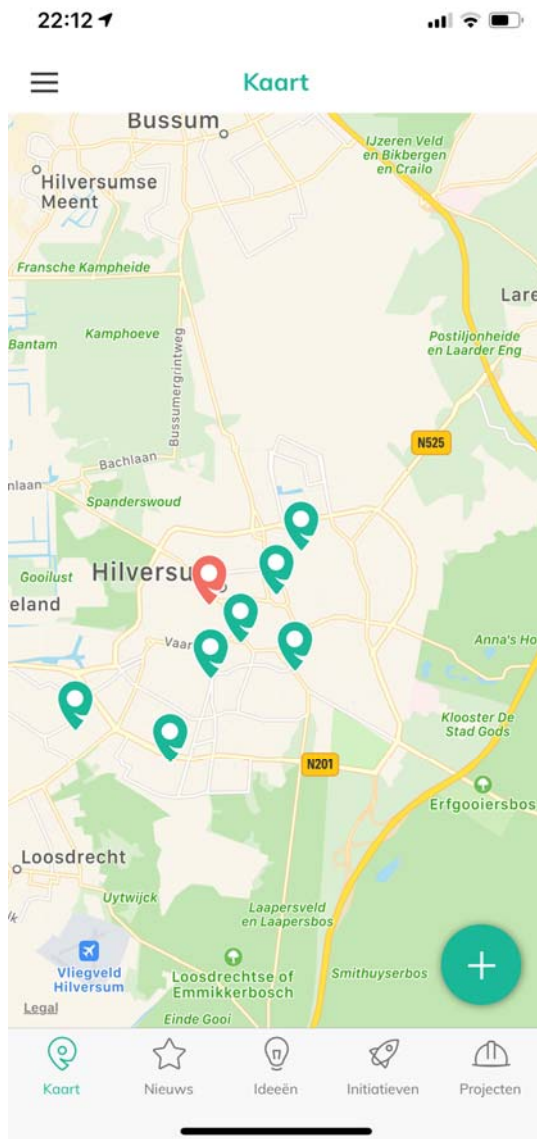 22:12
Kaart
Bussum
IJzeren Veld
en Bikbergen
en Crailo
Hilversumse
Meent
Fransche Kampheide
Lare
Kamphoeve
Bantam
Postiljonheide
en Laarder Eng
Bussumergrintweg
N525
Bachlaan
nlaan
Spanderswoud
Gooilust
Hilversu
eland
Vaar
Anna's Ho
Klooster De
Stad Gods
N201
Erfgooiersbos
Loosdrecht
Uytwijck
Laapersveld
en Laapersbos
ijk
Vliegveld
Hilversum
Loosdrechtse of
Emmikkerbosch
Smithuyserbos
Legal
Einde Gooi
Kaart
Nieuws
Ideeën
Initiatieven
Projecten